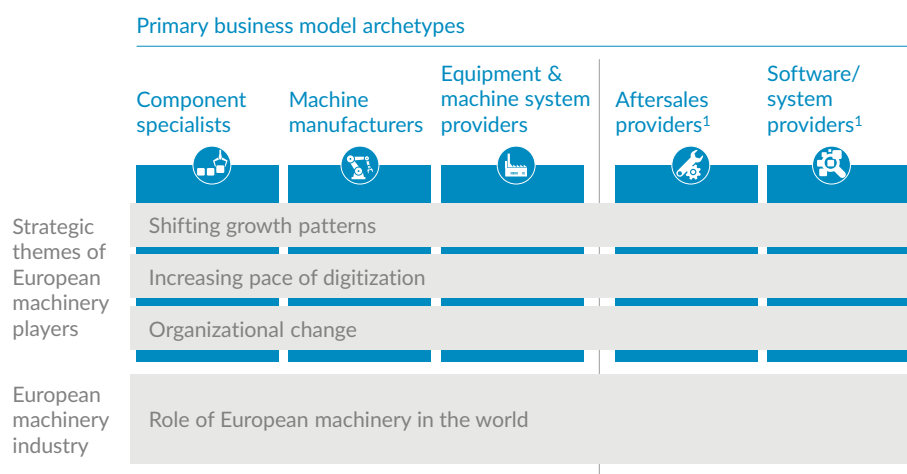 Primary business model archetypes
Component
specialists
Machine
manufacturers
Equipment &
machine system
providers
Aftersales
providers¹
Software/
system
providers¹
Strategic
themes of
European
machinery
players
Shifting growth patterns
Increasing pace of digitization
Organizational change
European
machinery
industry
Role of European machinery in the world